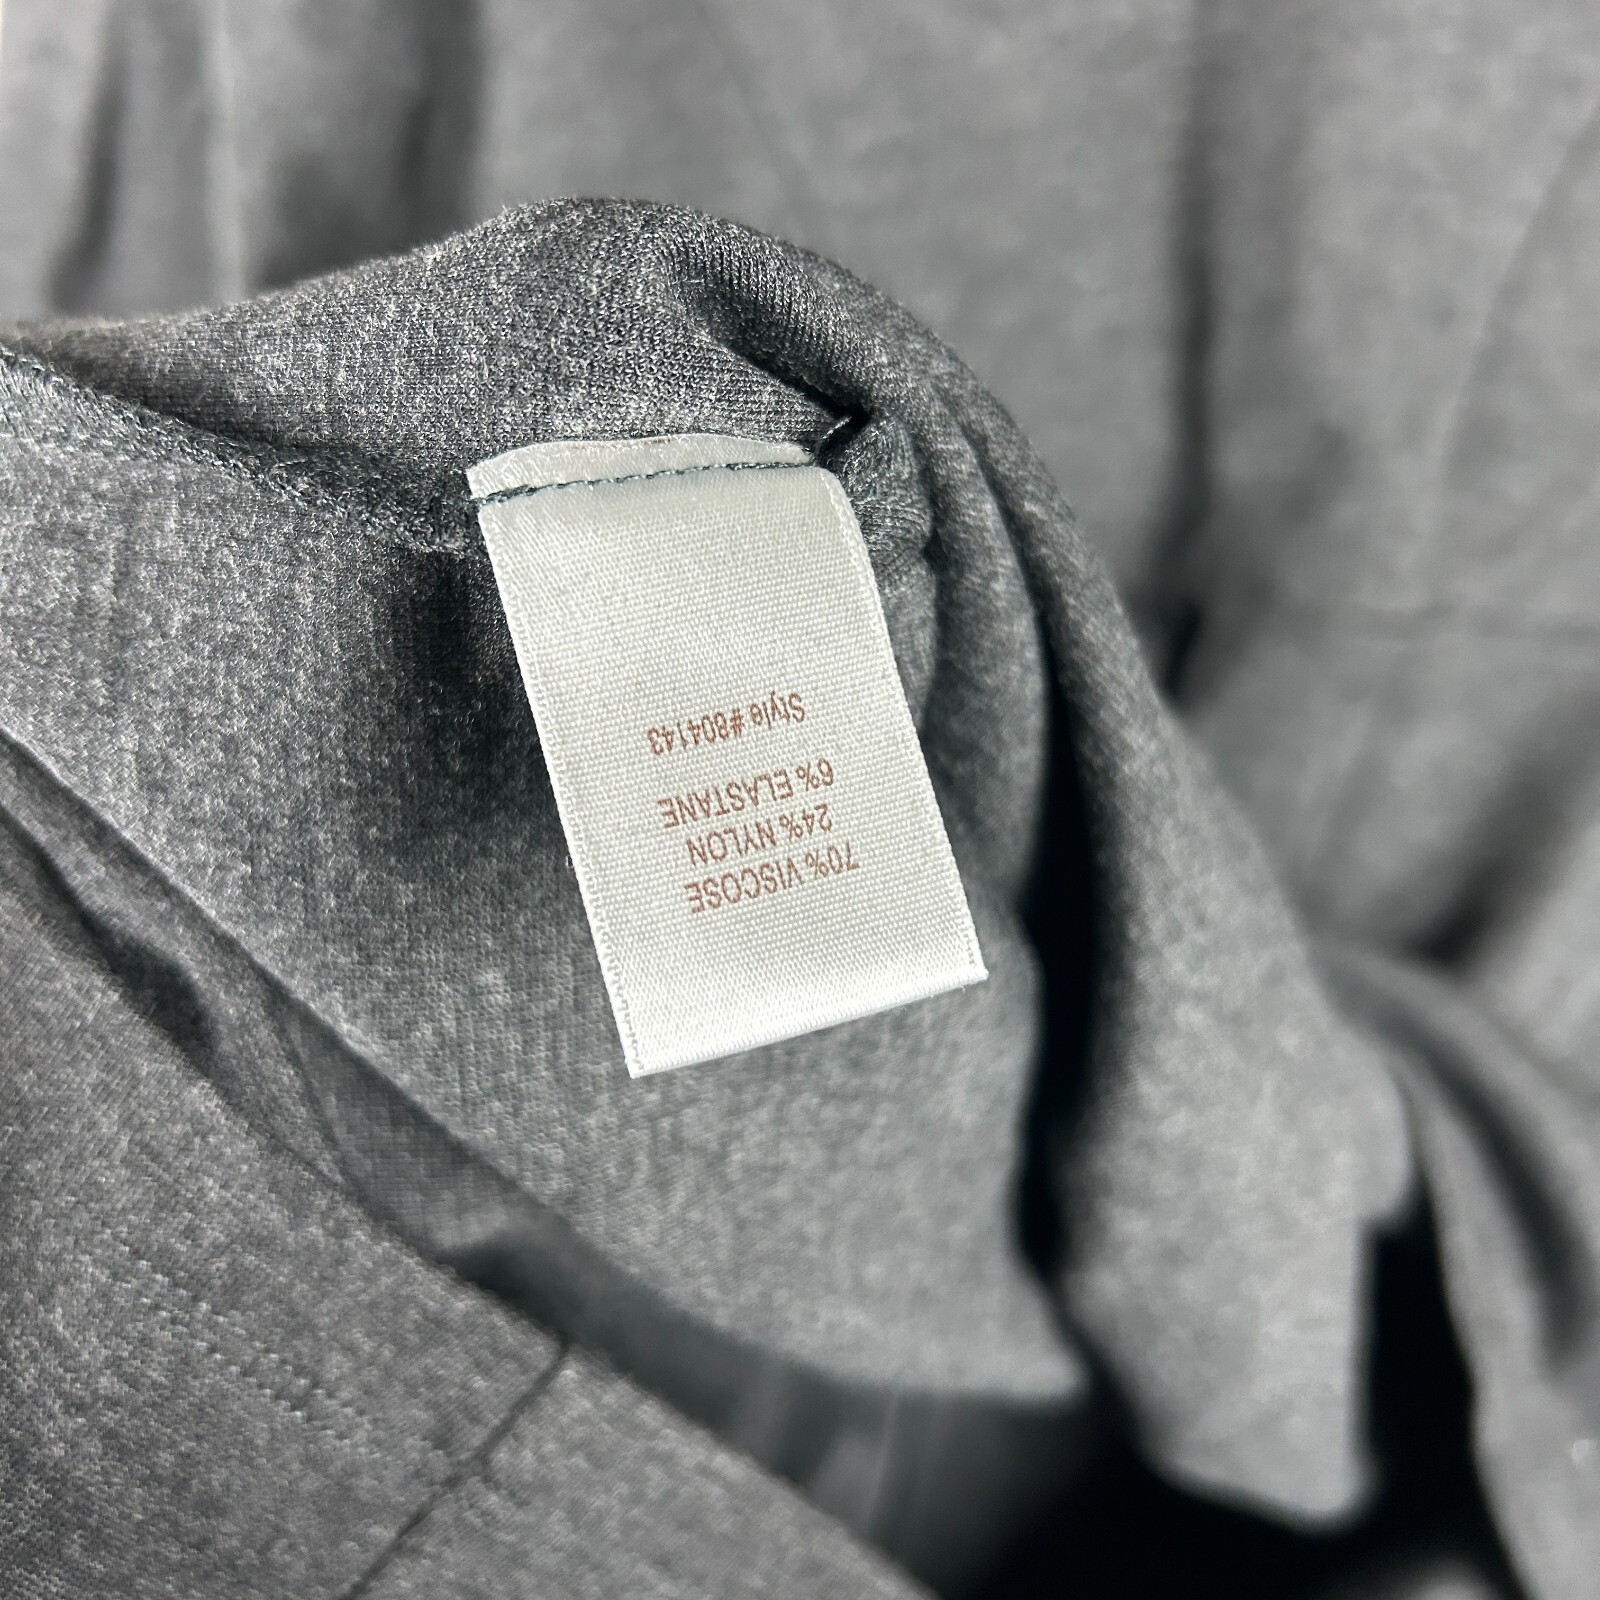 70% VISCOSE
24% NYLON
6% ELASTANE
Style #804143